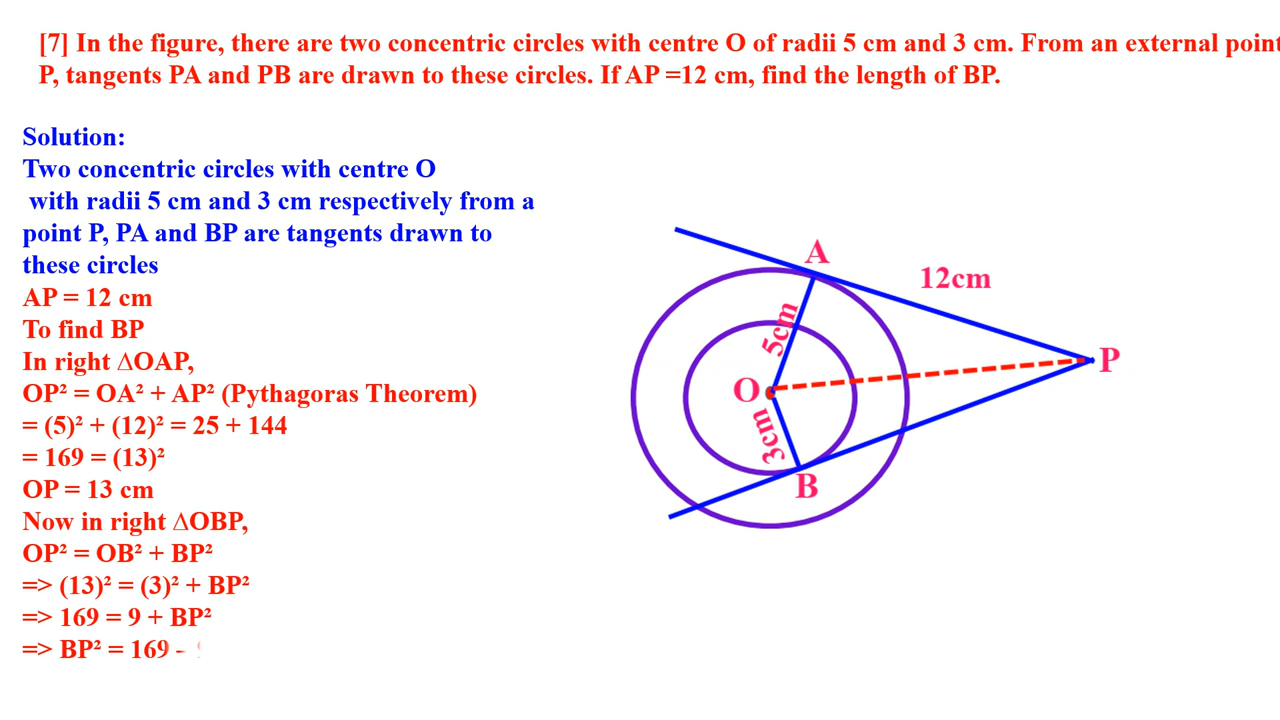 [7] In the figure, there are two concentric circles with centre O of radii 5 cm and 3 cm. From an external point
P, tangents PA and PB are drawn to these circles. If AP =12 cm, find the length of BP.
Solution:
Two concentric circles with centre O
with radii 5 cm and 3 cm respectively from a
point P, PA and BP are tangents drawn to
these circles
AP = 12 cm
To find BP
In right ∆OAP,
OP² = OA² + AP² (Pythagoras Theorem)
= (5)² + (12)² = 25 + 144
= 169 = (13)²
OP = 13 cm
Now in right ∆OBP,
OP² = OB² + BP²
=> (13)² = (3)² + BP²
=> 169 = 9 + BP²
=> BP² = 169 -
A
12cm
5cm
P
O
3cm
B